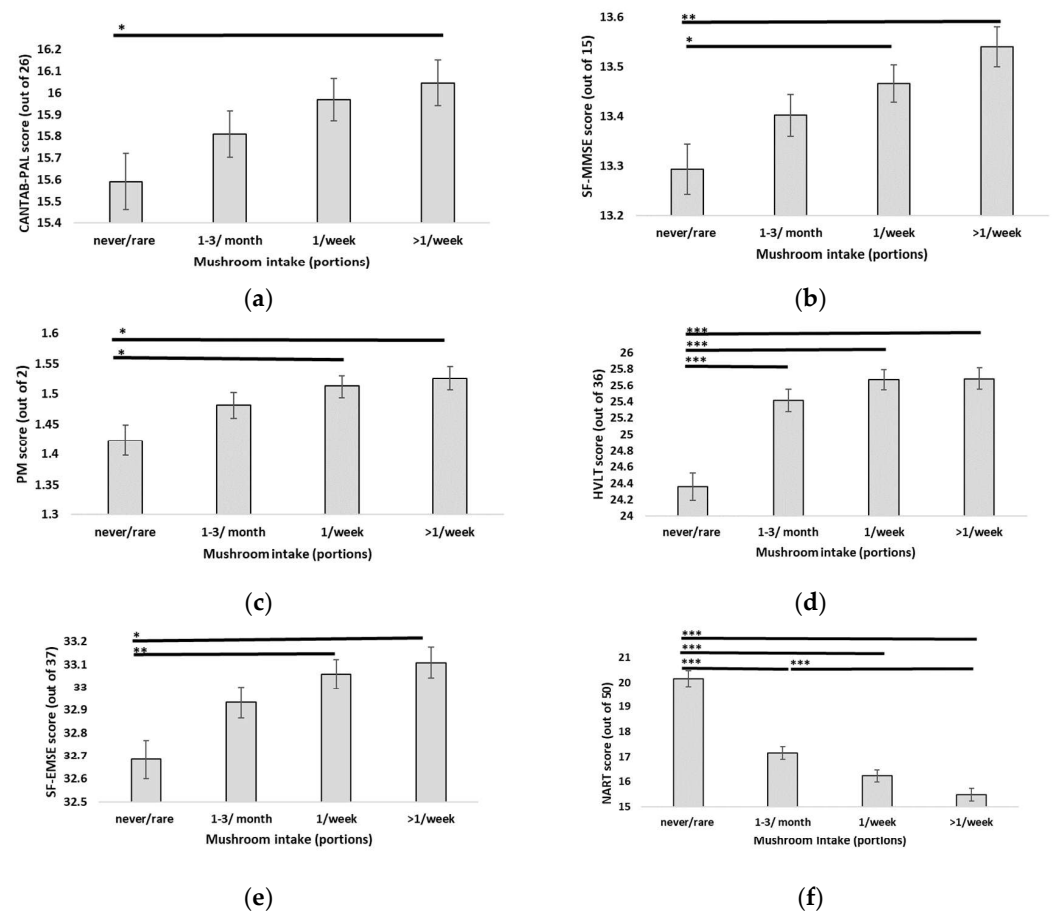 *
CANTAB-PAL score (out of 26)
16.2
16.1
16
15.9
15.8
15.7
15.6
15.5
15.4
never/rare 1-3/ month 1/week >1/week
Mushroom intake (portions)
(a)
**
*
SF-MMSE score (out of 15)
13.6
13.5
13.4
13.3
13.2
never/rare 1-3/ month 1/week >1/week
Mushroom intake (portions)
(b)
*
*
PM score (out of 2)
1.6
1.55
1.5
1.45
1.4
1.35
1.3
never/rare 1-3/ month 1/week >1/week
Mushroom intake (portions)
(c)
***
***
***
HVLT score (out of 36)
26
25.8
25.6
25.4
25.2
25
24.8
24.6
24.4
24.2
24
never/rare 1-3/ month 1/week >1/week
Mushroom intake (portions)
(d)
*
**
SF-EMSE score (out of 37)
33.2
33.1
33
32.9
32.8
32.7
32.6
32.5
never/rare 1-3/ month 1/week >1/week
Mushroom intake (portions)
(e)
***
***
*** ***
NART score (out of 50)
21
20
19
18
17
16
15
never/rare 1-3/ month 1/week >1/week
Mushroom intake (portions)
(f)